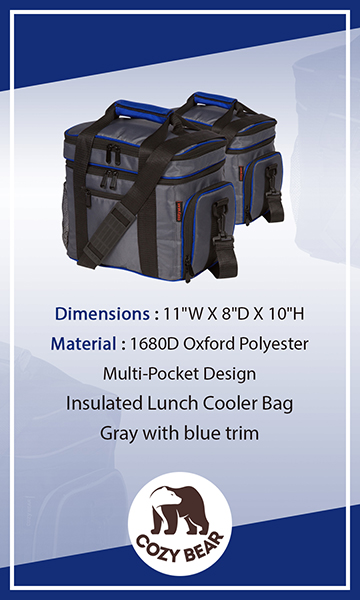 Dimensions : 11"W X 8"D X 10"H
Material : 1680D Oxford Polyester
Multi-Pocket Design
Insulated Lunch Cooler Bag
Gray with blue trim
COZY BEAR